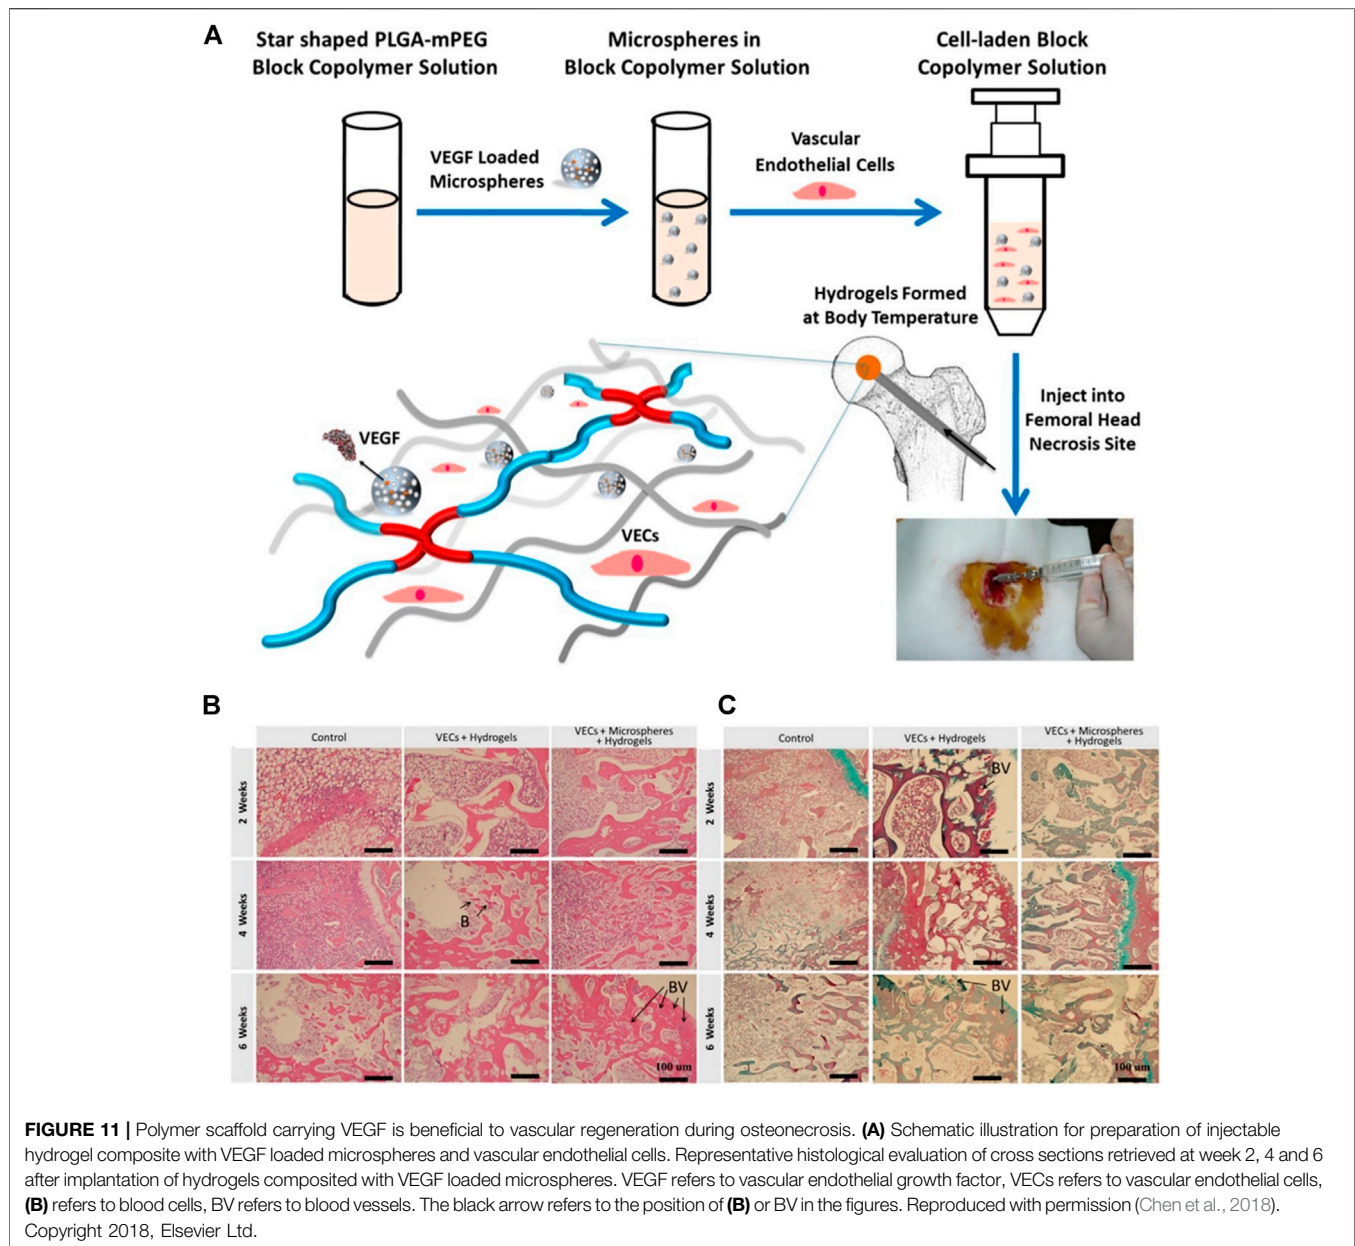 A
Star shaped PLGA-mPEG
Block Copolymer Solution
Microspheres in
Block Copolymer Solution
Cell-laden Block
Copolymer Solution
VEGF Loaded
Microspheres
Vascular
Endothelial Cells
Hydrogels Formed
at Body Temperature
Inject into
Femoral Head
Necrosis Site
VEGF
VECs
B
Control
VECs + Hydrogels
VECs + Microspheres
+ Hydrogels
2 Weeks
4 Weeks
B
6 Weeks
BV
100 um
C
Control
VECs + Hydrogels
VECs + Microspheres
+ Hydrogels
2 Weeks
BV
4 Weeks
6 Weeks
BV
100 um
FIGURE 11 | Polymer scaffold carrying VEGF is beneficial to vascular regeneration during osteonecrosis. (A) Schematic illustration for preparation of injectable
hydrogel composite with VEGF loaded microspheres and vascular endothelial cells. Representative histological evaluation of cross sections retrieved at week 2, 4 and 6
after implantation of hydrogels composited with VEGF loaded microspheres. VEGF refers to vascular endothelial growth factor, VECs refers to vascular endothelial cells,
(B) refers to blood cells, BV refers to blood vessels. The black arrow refers to the position of (B) or BV in the figures. Reproduced with permission (Chen et al., 2018).
Copyright 2018, Elsevier Ltd.